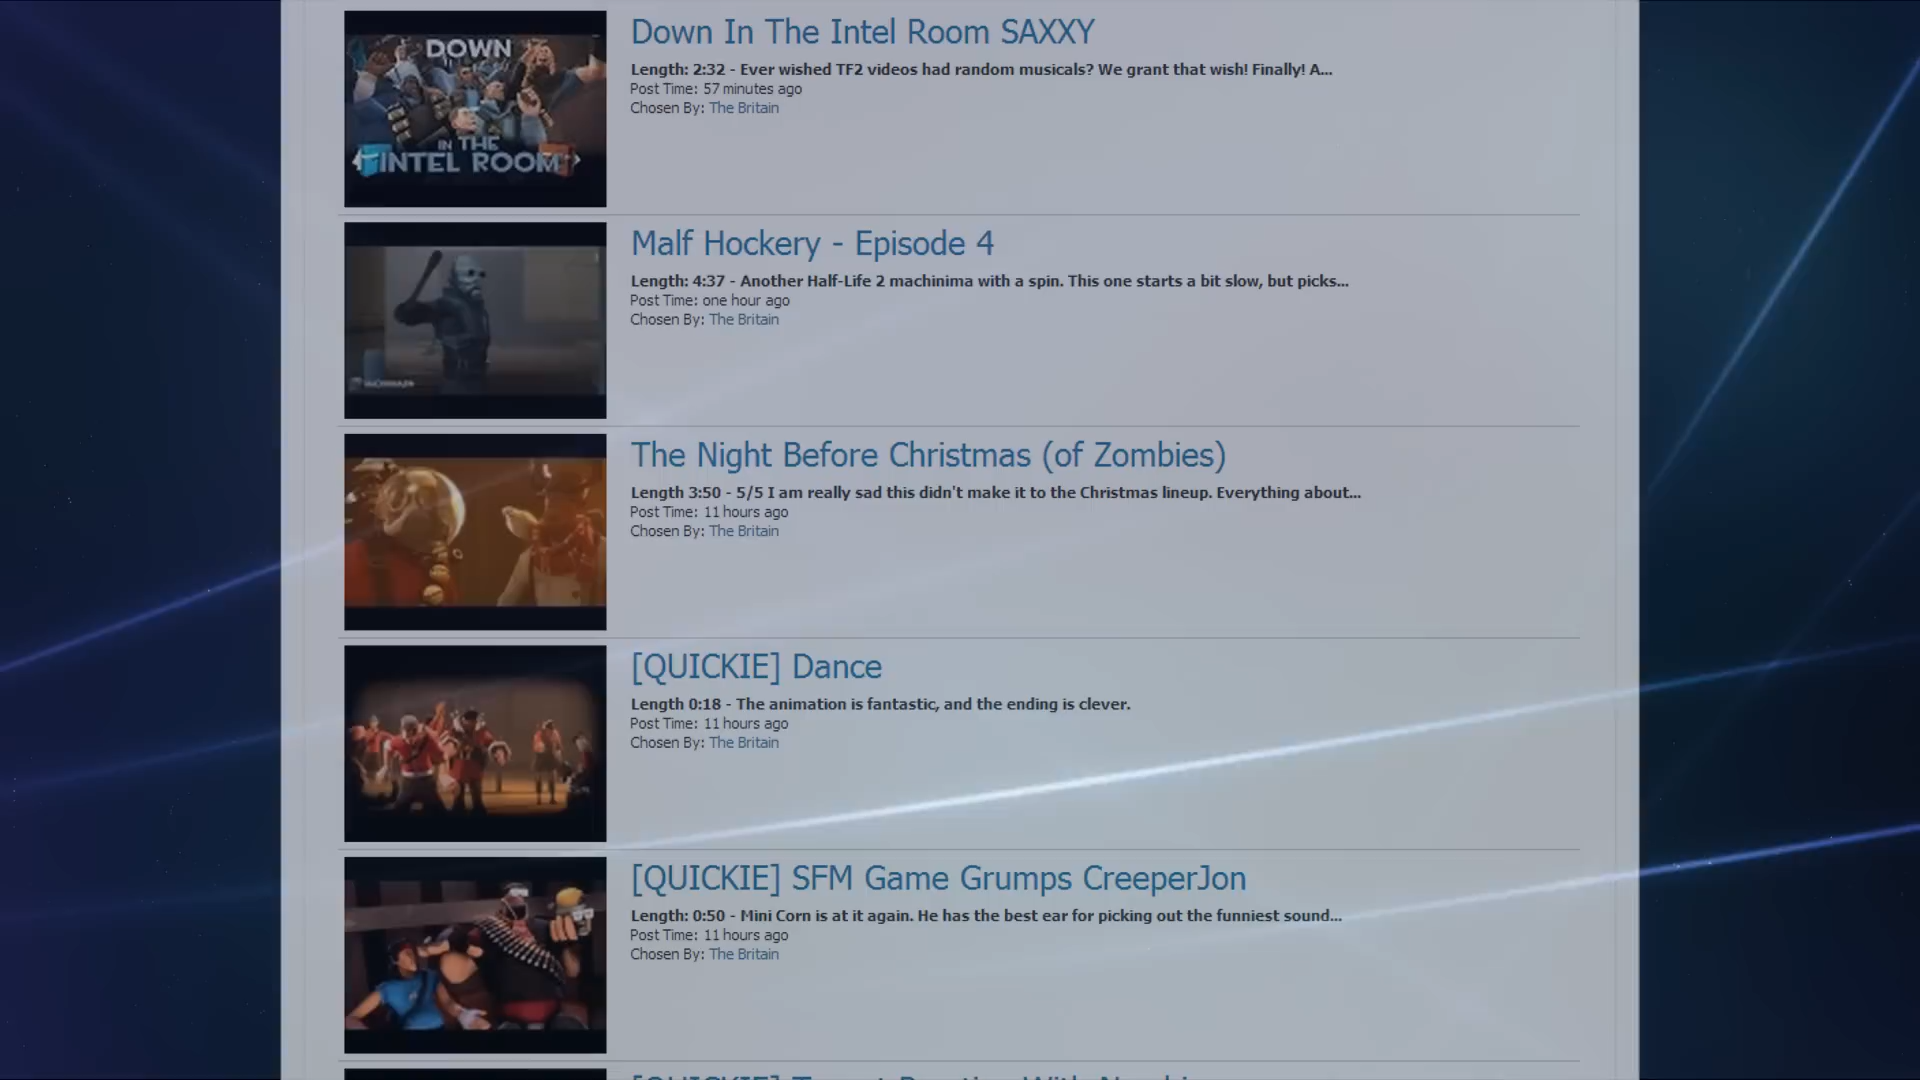 DOWN
IN THE
INTEL ROOM
Down In The Intel Room SAXXY
Length: 2:32 - Ever wished TF2 videos had random musicals? We grant that wish! Finally! A...
Post Time: 57 minutes ago
Chosen By: The Britain
Malf Hockery - Episode 4
Length: 4:37 - Another Half-Life 2 machinima with a spin. This one starts a bit slow, but picks...
Post Time: one hour ago
Chosen By: The Britain
The Night Before Christmas (of Zombies)
Length 3:50 - 5/5 I am really sad this didn't make it to the Christmas lineup. Everything about...
Post Time: 11 hours ago
Chosen By: The Britain
[QUICKIE] Dance
Length 0:18 - The animation is fantastic, and the ending is clever.
Post Time: 11 hours ago
Chosen By: The Britain
[QUICKIE] SFM Game Grumps CreeperJon
Length: 0:50 - Mini Corn is at it again. He has the best ear for picking out the funniest sound...
Post Time: 11 hours ago
Chosen By: The Britain
[QUICKIE]